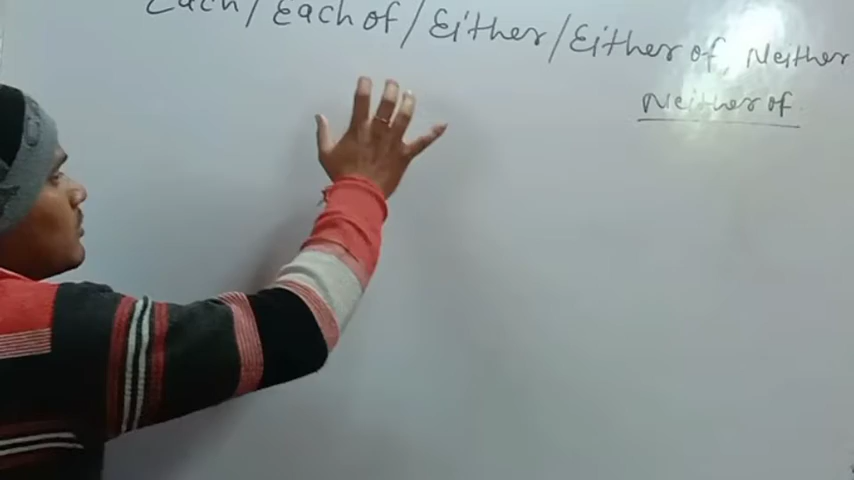 Each / Each of / Either / Either of, Neither
Neither of